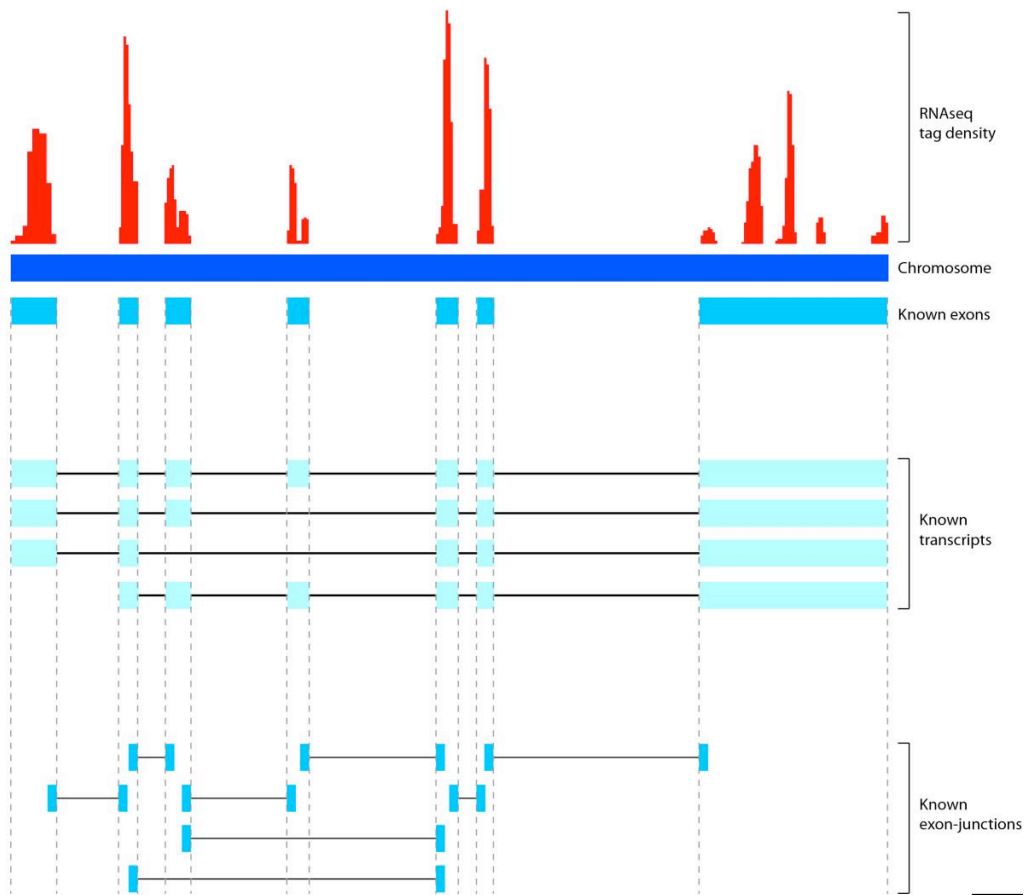 RNAseq
tag density
Chromosome
Known exons
Known
transcripts
Known
exon-junctions